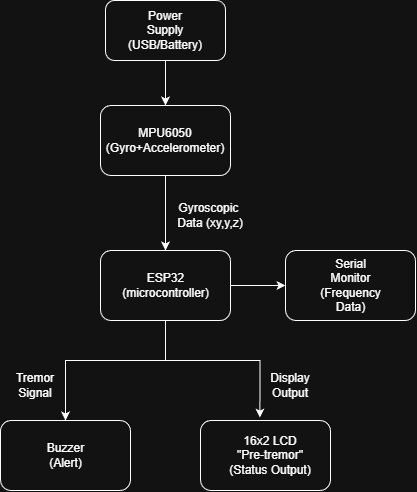 Power
Supply
(USB/Battery)
MPU6050
(Gyro+Accelerometer)
Gyroscopic
Data (xy,y,z)
ESP32
(microcontroller)
Serial
Monitor
(Frequency
Data)
Tremor
Signal
Display
Output
Buzzer
(Alert)
16x2 LCD
"Pre-tremor"
(Status Output)